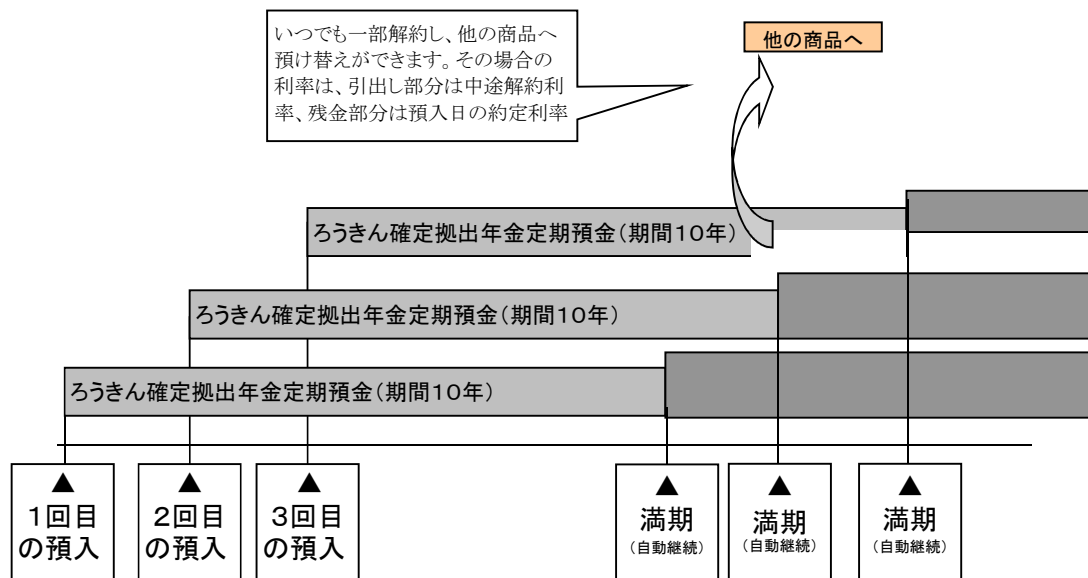 いつでも一部解約し、他の商品へ
預け替えができます。その場合の
利率は、引出し部分は中途解約利
率、残金部分は預入日の約定利率
他の商品へ
ろうきん確定拠出年金定期預金(期間10年)
ろうきん確定拠出年金定期預金(期間10年)
ろうきん確定拠出年金定期預金(期間10年)
▲
1回目
の預入
▲
2回目
の預入
▲
3回目
の預入
▲
満期
(自動継続)
▲
満期
(自動継続)
▲
満期
(自動継続)